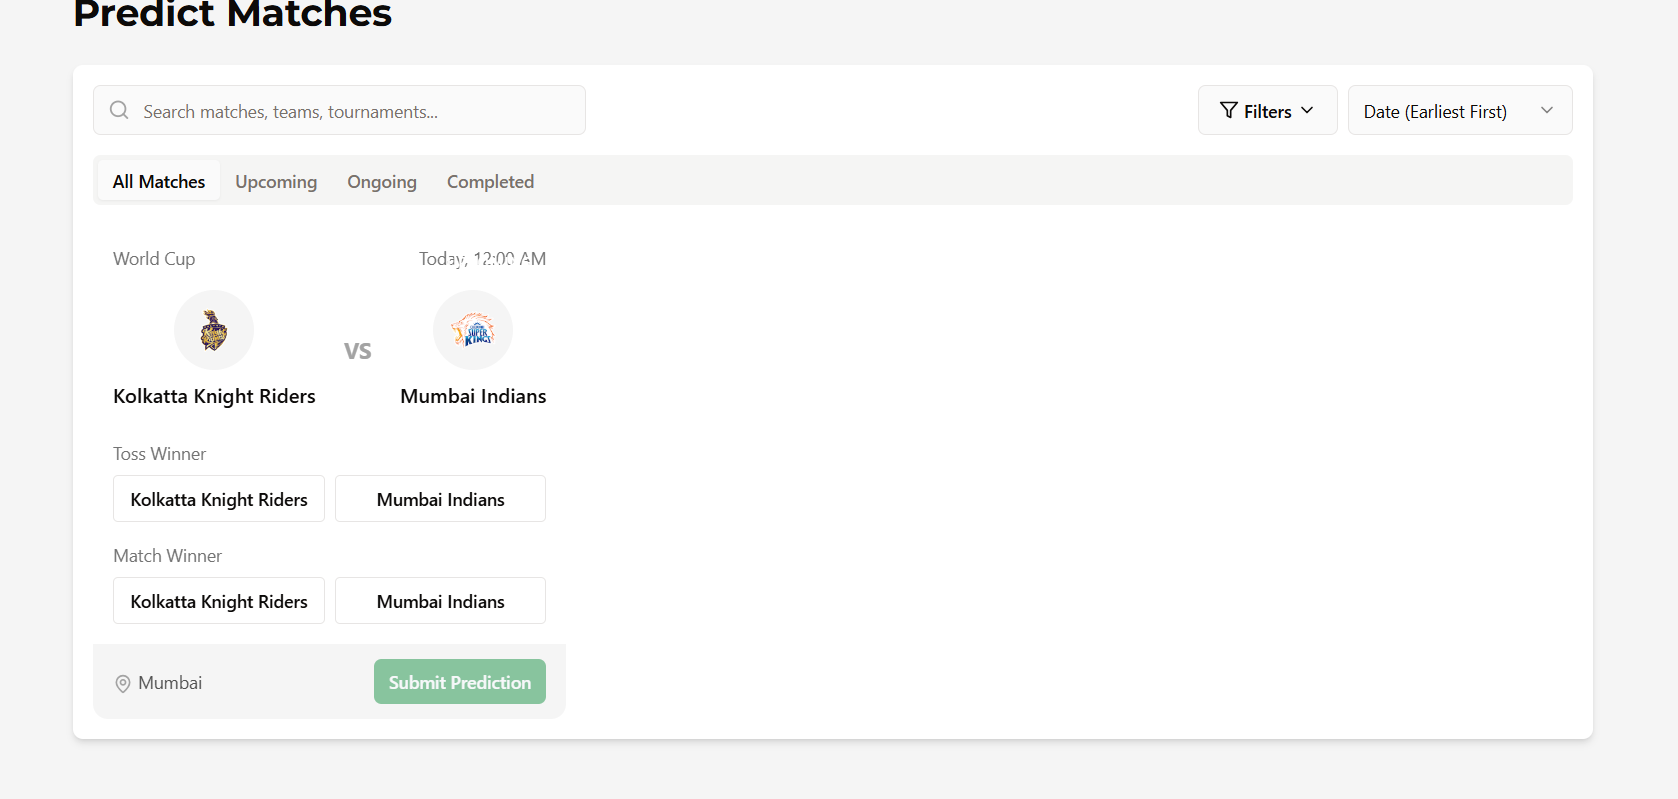 Predict Matches
Search matches, teams, tournaments...
Filters
Date (Earliest First)
All Matches Upcoming Ongoing Completed
World Cup
Today, 12:00 AM
SUPER
KINGS
VS
Kolkatta Knight Riders
Mumbai Indians
Toss Winner
Kolkatta Knight Riders
Mumbai Indians
Match Winner
Kolkatta Knight Riders
Mumbai Indians
Mumbai
Submit Prediction